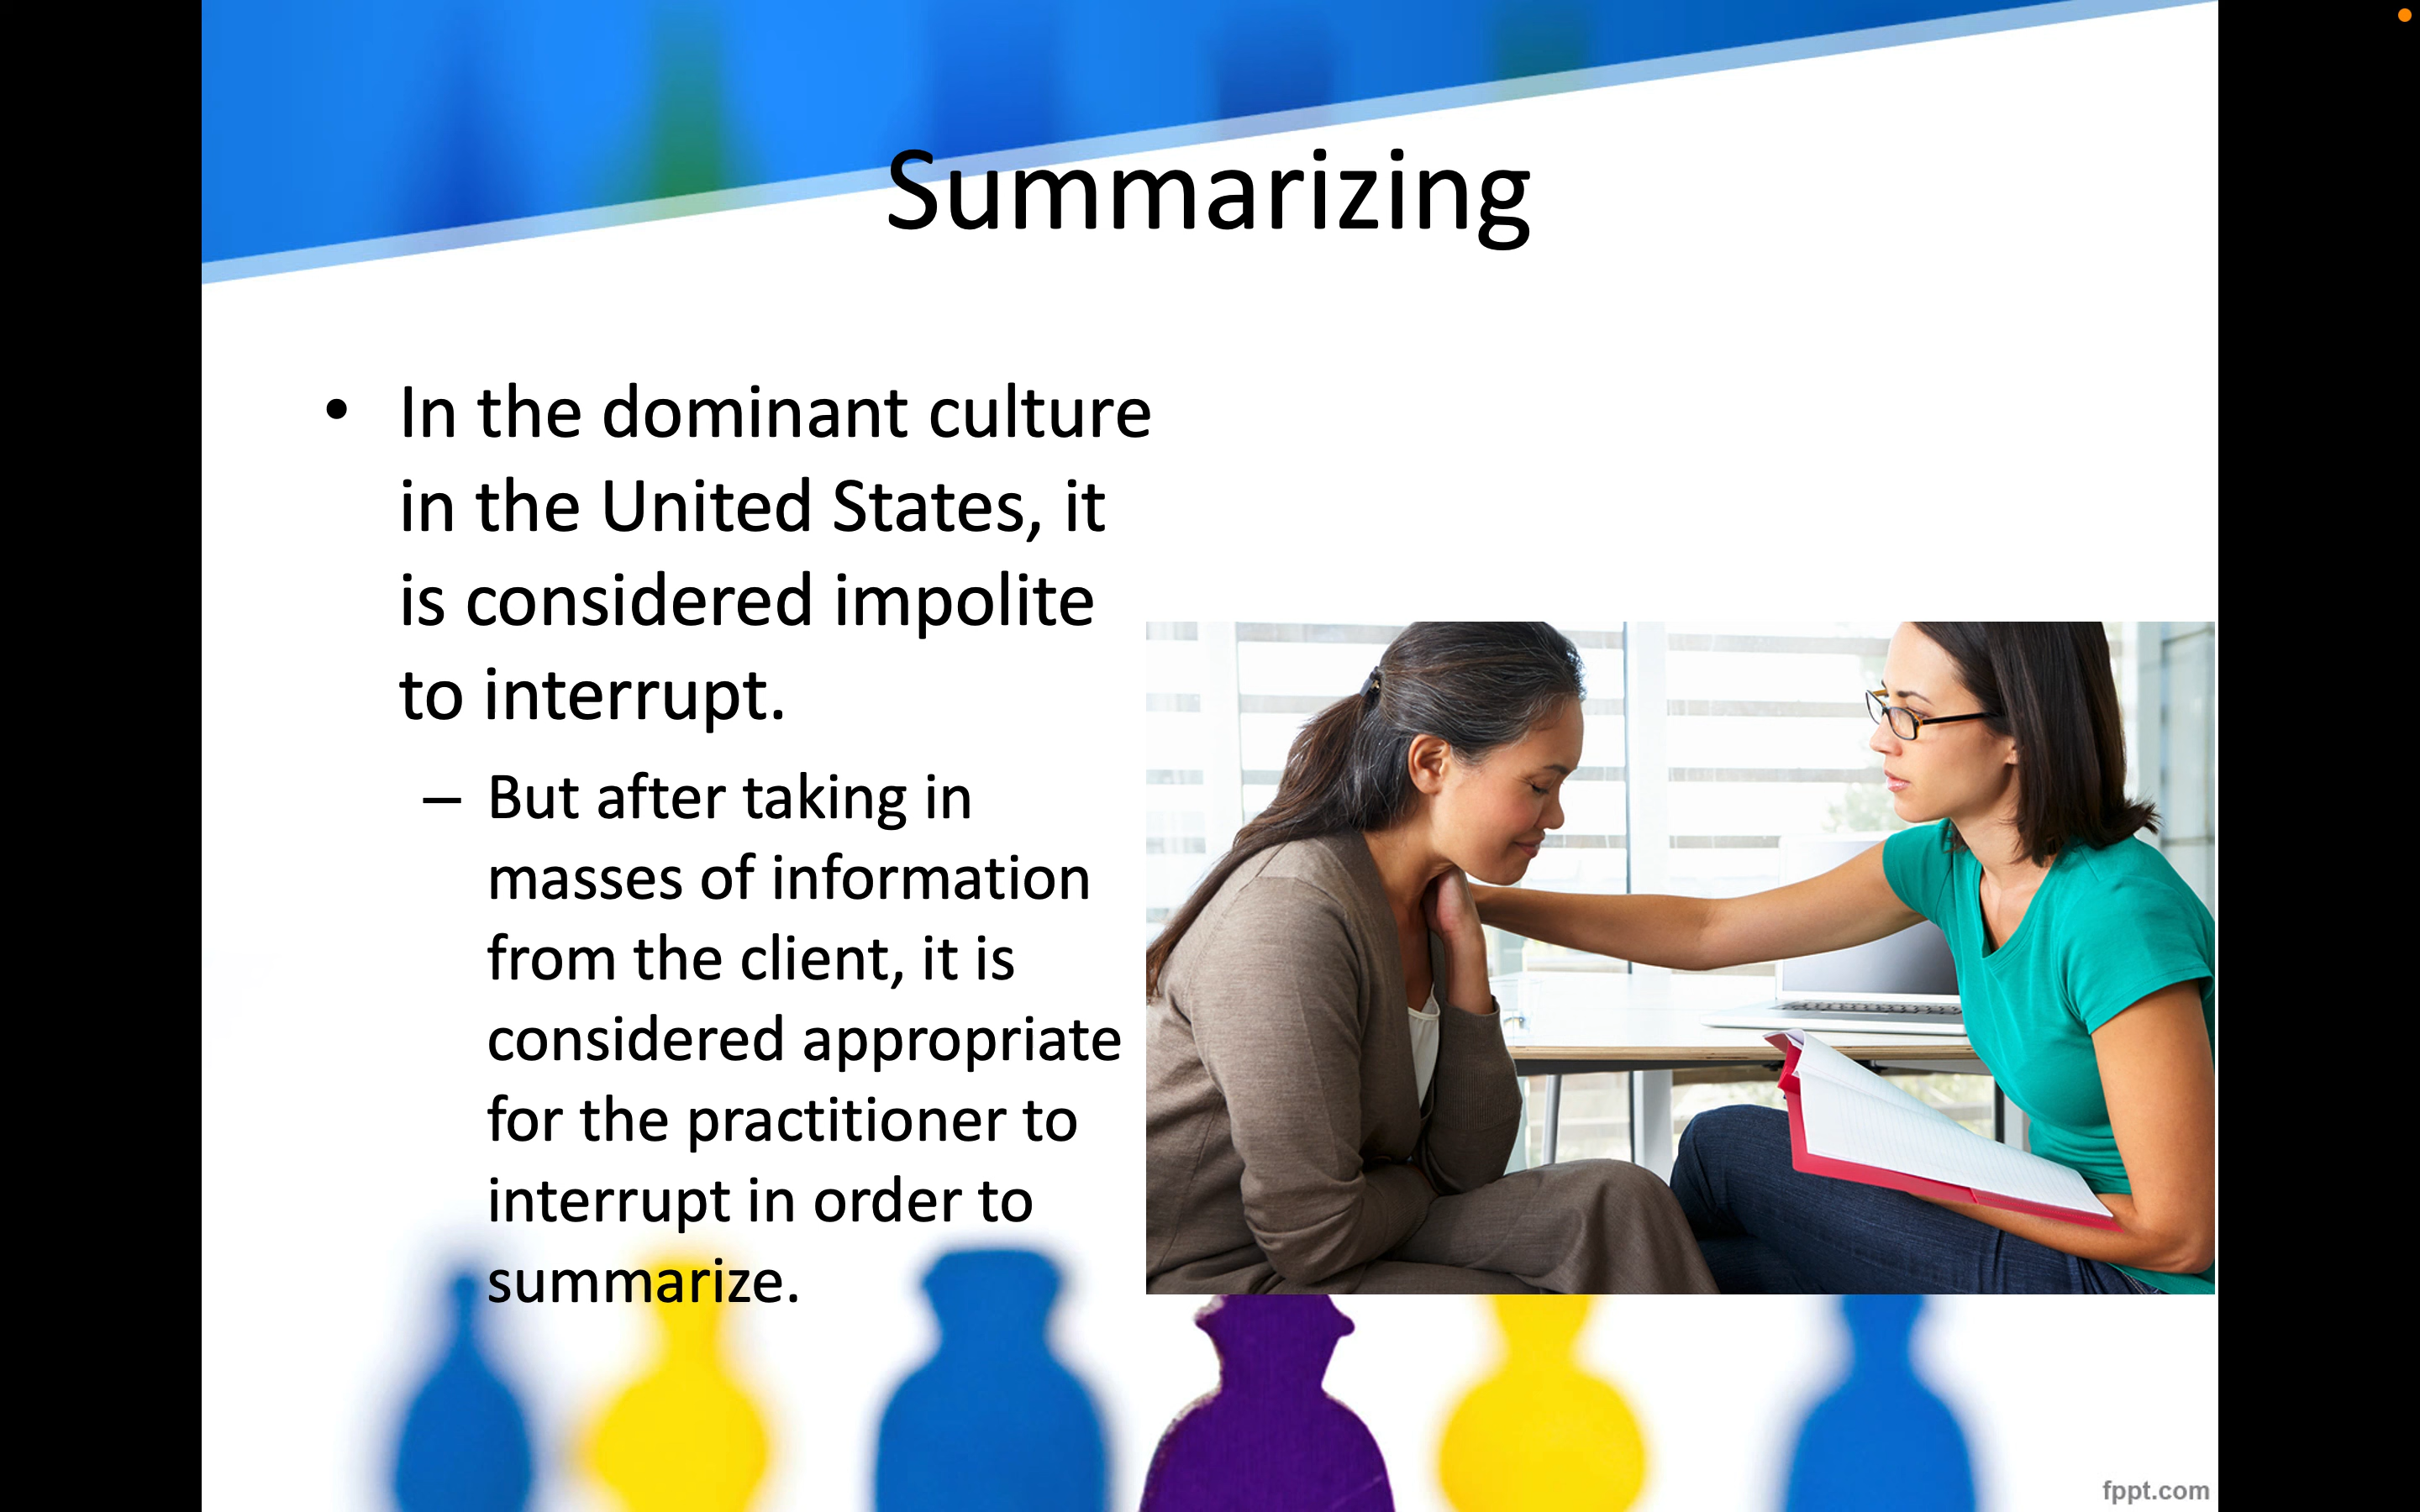 Summarizing
• In the dominant culture
in the United States, it
is considered impolite
to interrupt.
– But after taking in
masses of information
from the client, it is
considered appropriate
for the practitioner to
interrupt in order to
summarize.
fppt.com